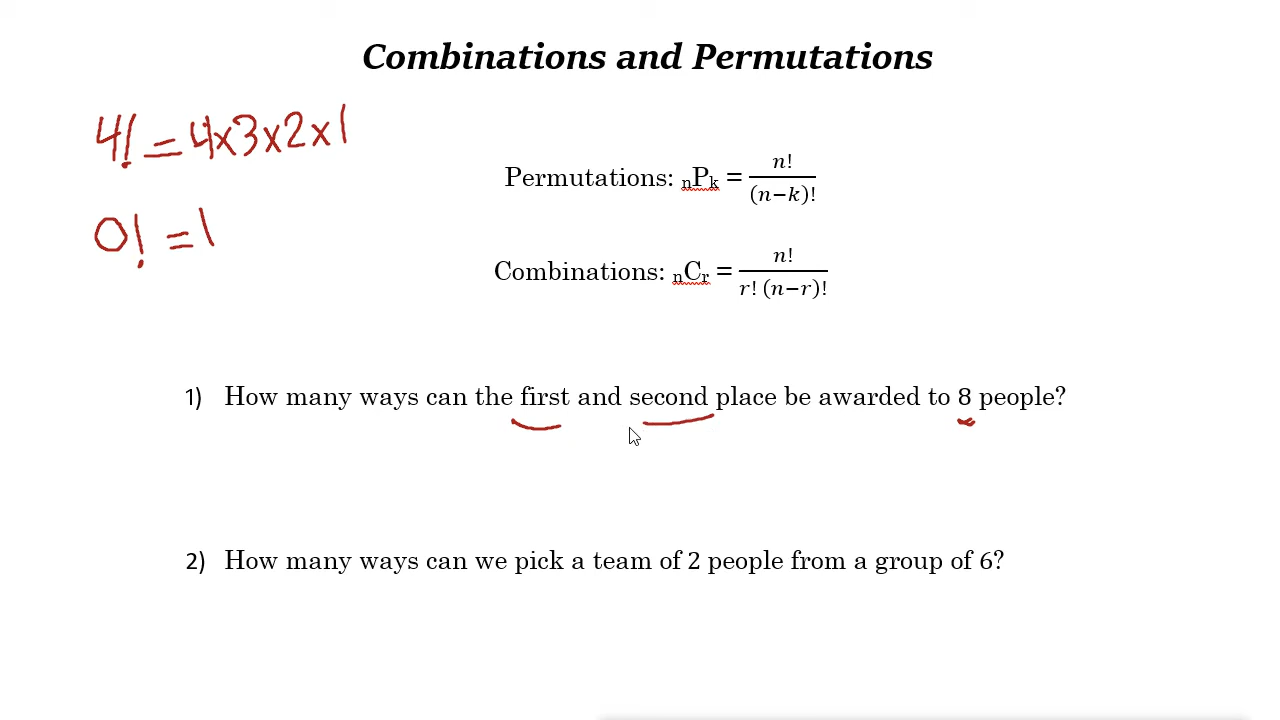 Combinations and Permutations
4! = 4x3x2x1
Permutations: nPk = n! / (n−k)!
0! = 1
Combinations: nCr = n! / r! (n−r)!
1) How many ways can the first and second place be awarded to 8 people?
2) How many ways can we pick a team of 2 people from a group of 6?